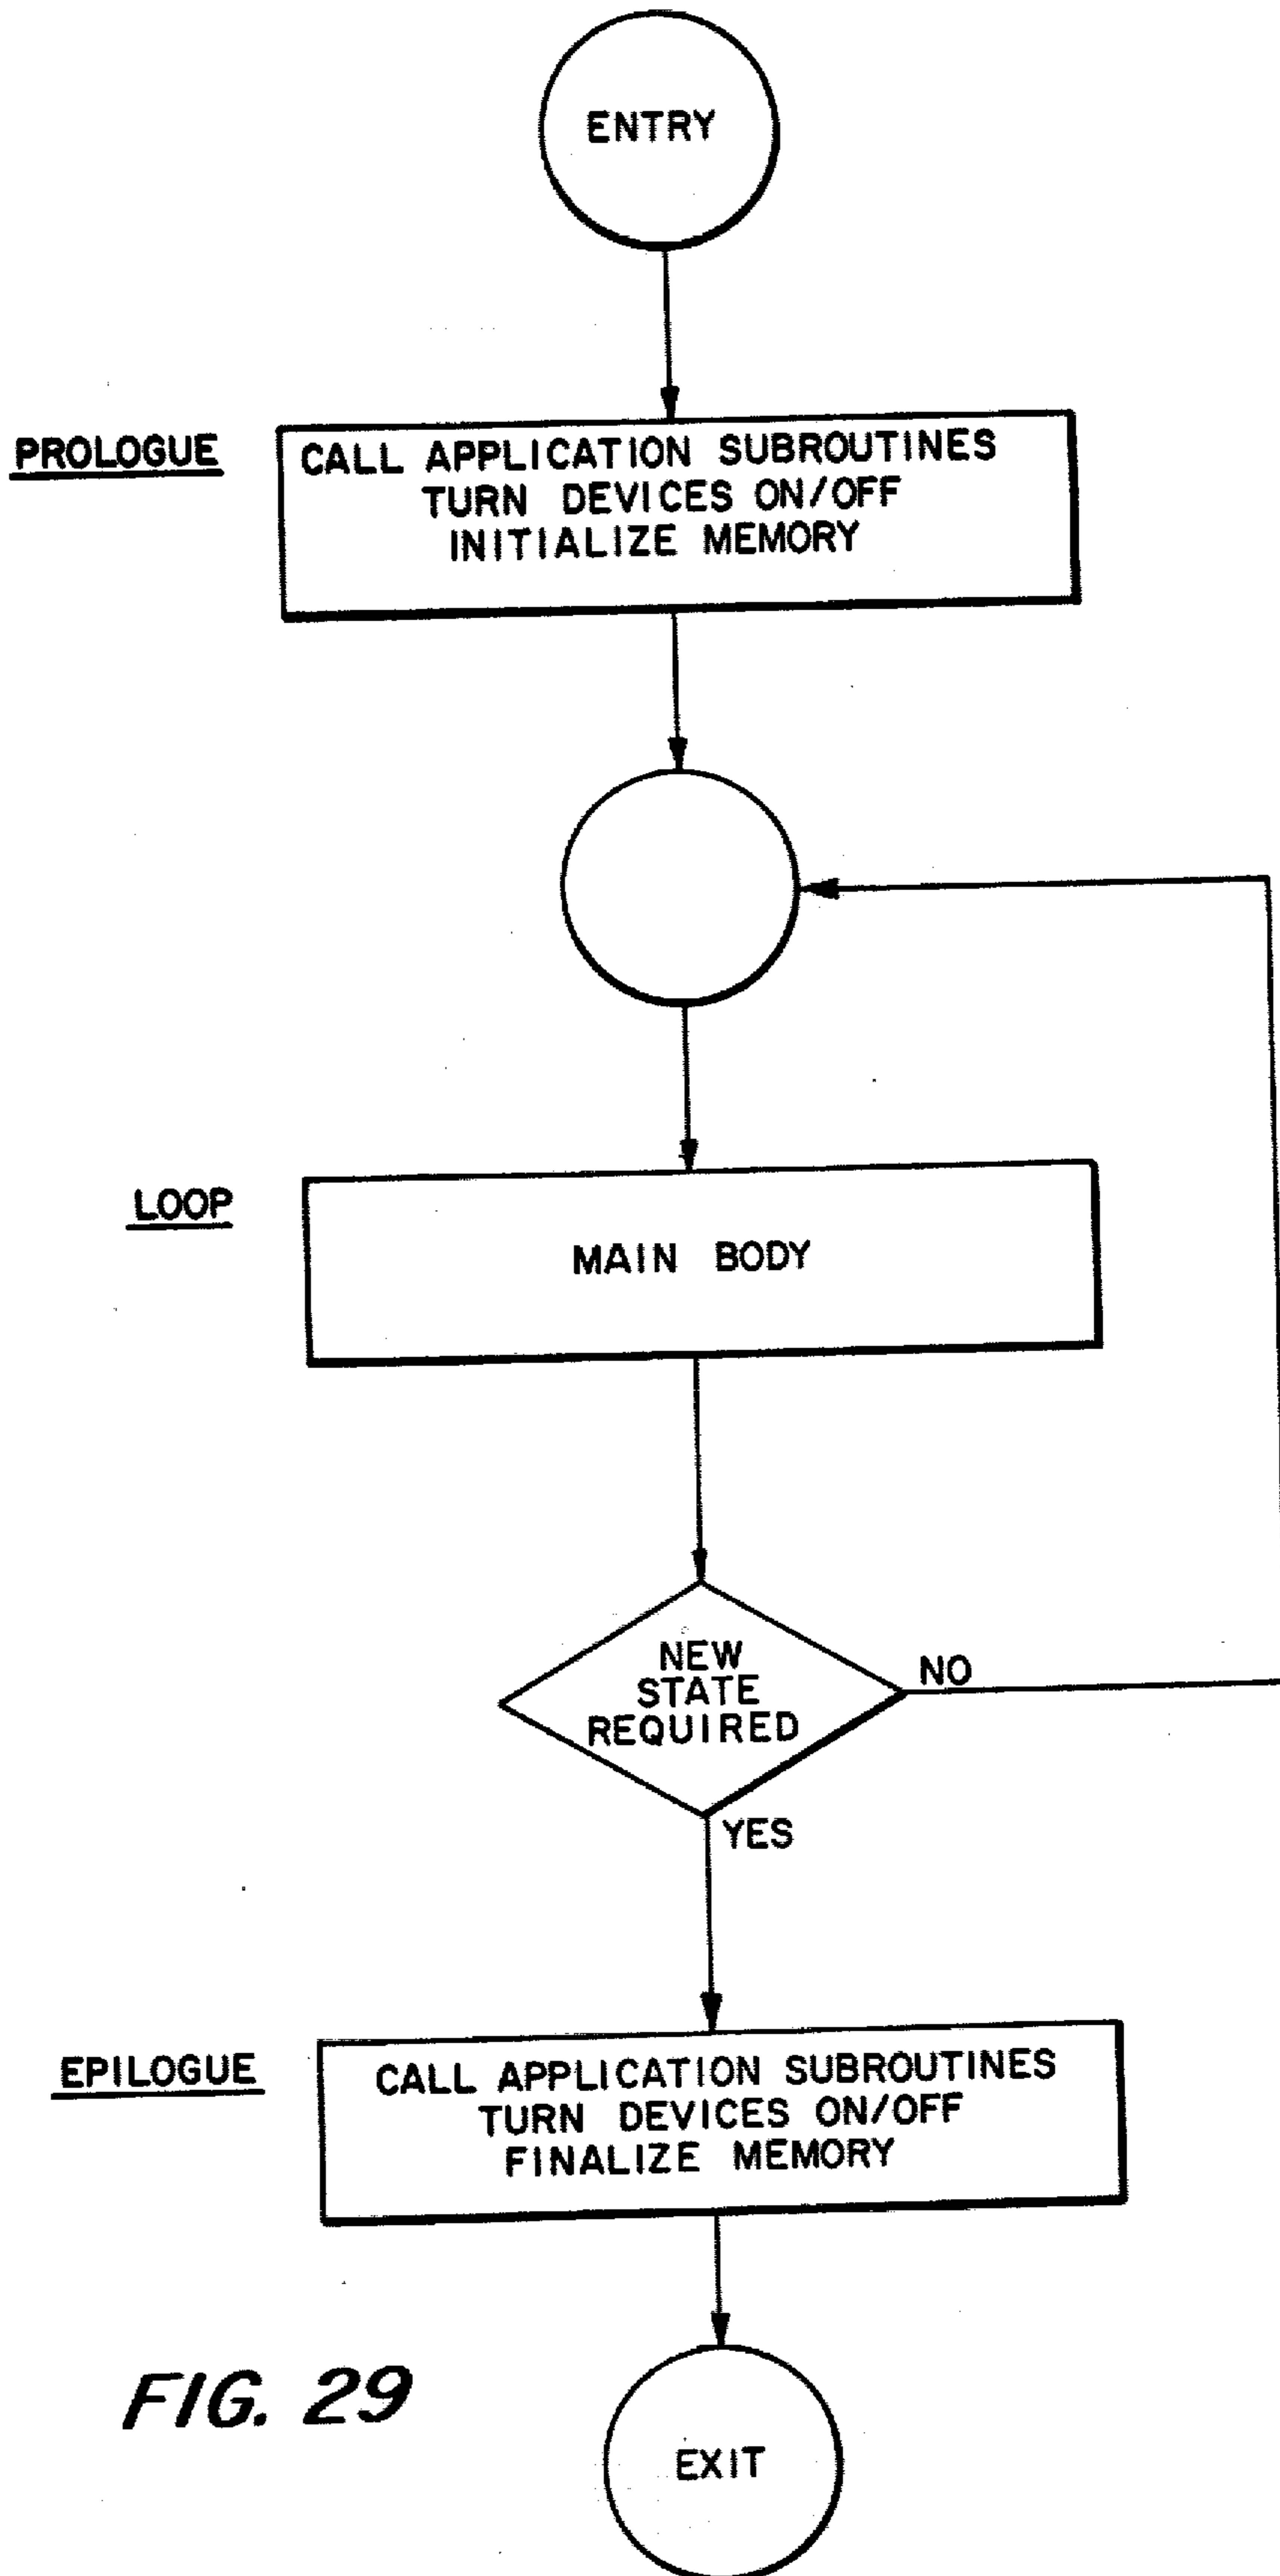 ENTRY
PROLOGUE
CALL APPLICATION SUBROUTINES
TURN DEVICES ON/OFF
INITIALIZE MEMORY
LOOP
MAIN BODY
NEW
STATE
REQUIRED
NO
YES
EPILOGUE
CALL APPLICATION SUBROUTINES
TURN DEVICES ON/OFF
FINALIZE MEMORY
EXIT
FIG. 29